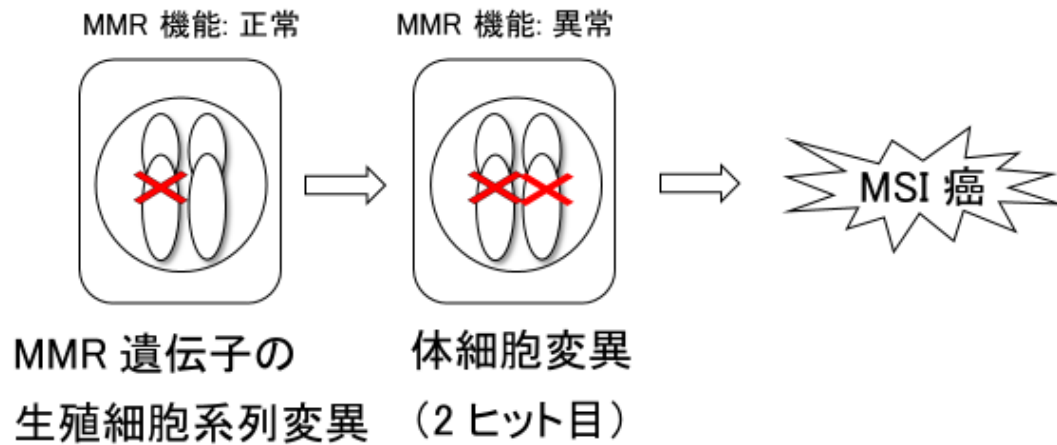 MMR 機能: 正常
MMR 機能: 異常
MSI 癌
MMR 遺伝子の
生殖細胞系列変異
体細胞変異
（2 ヒット目）